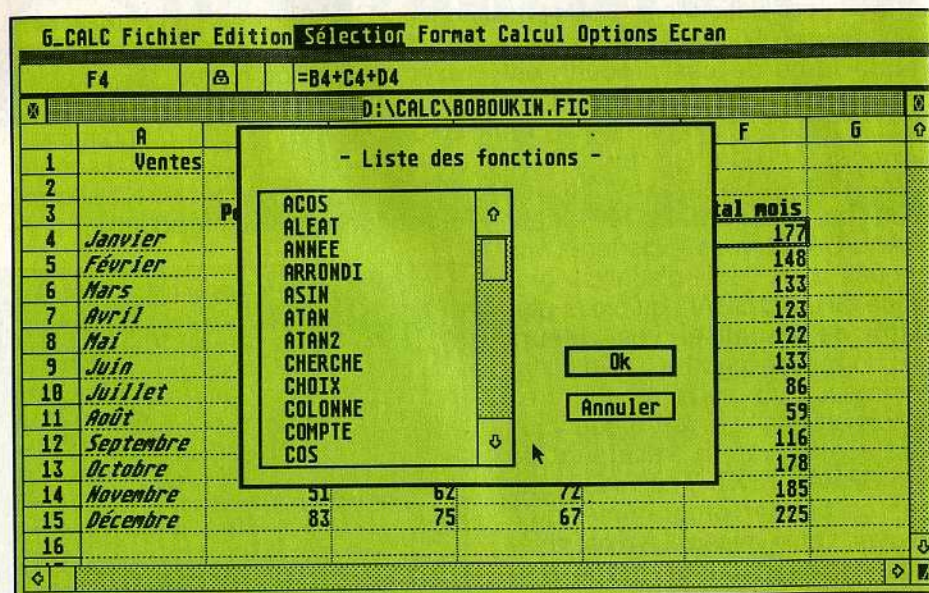 G_CALC Fichier Edition Sélection Format Calcul Options Ecran
F4 =B4+C4+D4
D:\CALC\BOBOUKIN.FIC
A F G
1 Ventes
2
3 tal mois
4 Janvier 177
5 Février 148
6 Mars 133
7 Avril 123
8 Mai 122
9 Juin 133
10 Juillet 86
11 Août 59
12 Septembre 116
13 Octobre 178
14 Novembre 51 62 72 185
15 Décembre 83 75 67 225
16
- Liste des fonctions -
ACOS
ALEAT
ANNEE
ARRONDI
ASIN
ATAN
ATAN2
CHERCHE
CHOIX
COLONNE
COMPTE
COS
Ok
Annuler